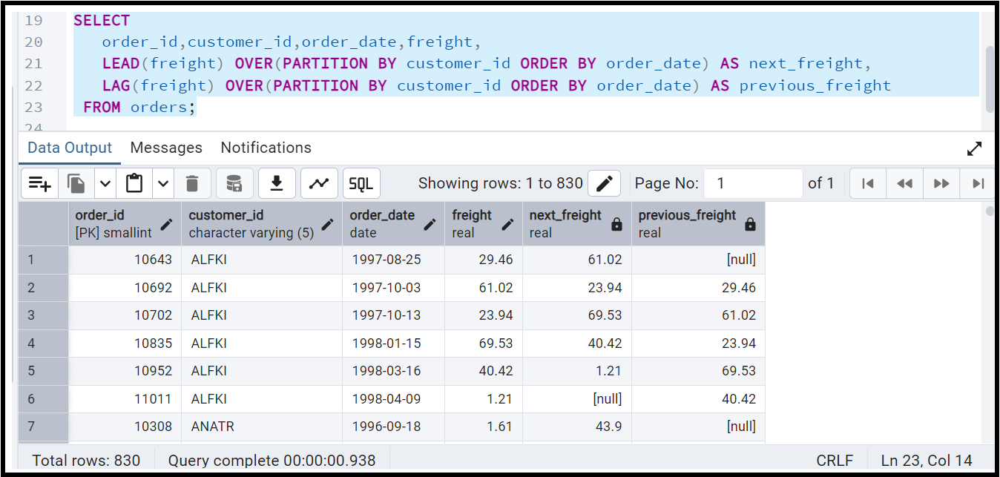 19 SELECT
20 order_id,customer_id,order_date,freight,
21 LEAD(freight) OVER(PARTITION BY customer_id ORDER BY order_date) AS next_freight,
22 LAG(freight) OVER(PARTITION BY customer_id ORDER BY order_date) AS previous_freight
23 FROM orders;
24
Data Output Messages Notifications
SQL Showing rows: 1 to 830 Page No: 1 of 1
order_id customer_id order_date freight next_freight previous_freight
[PK] smallint character varying (5) date real real real
1 10643 ALFKI 1997-08-25 29.46 61.02 [null]
2 10692 ALFKI 1997-10-03 61.02 23.94 29.46
3 10702 ALFKI 1997-10-13 23.94 69.53 61.02
4 10835 ALFKI 1998-01-15 69.53 40.42 23.94
5 10952 ALFKI 1998-03-16 40.42 1.21 69.53
6 11011 ALFKI 1998-04-09 1.21 [null] 40.42
7 10308 ANATR 1996-09-18 1.61 43.9 [null]
Total rows: 830 Query complete 00:00:00.938 CRLF Ln 23, Col 14